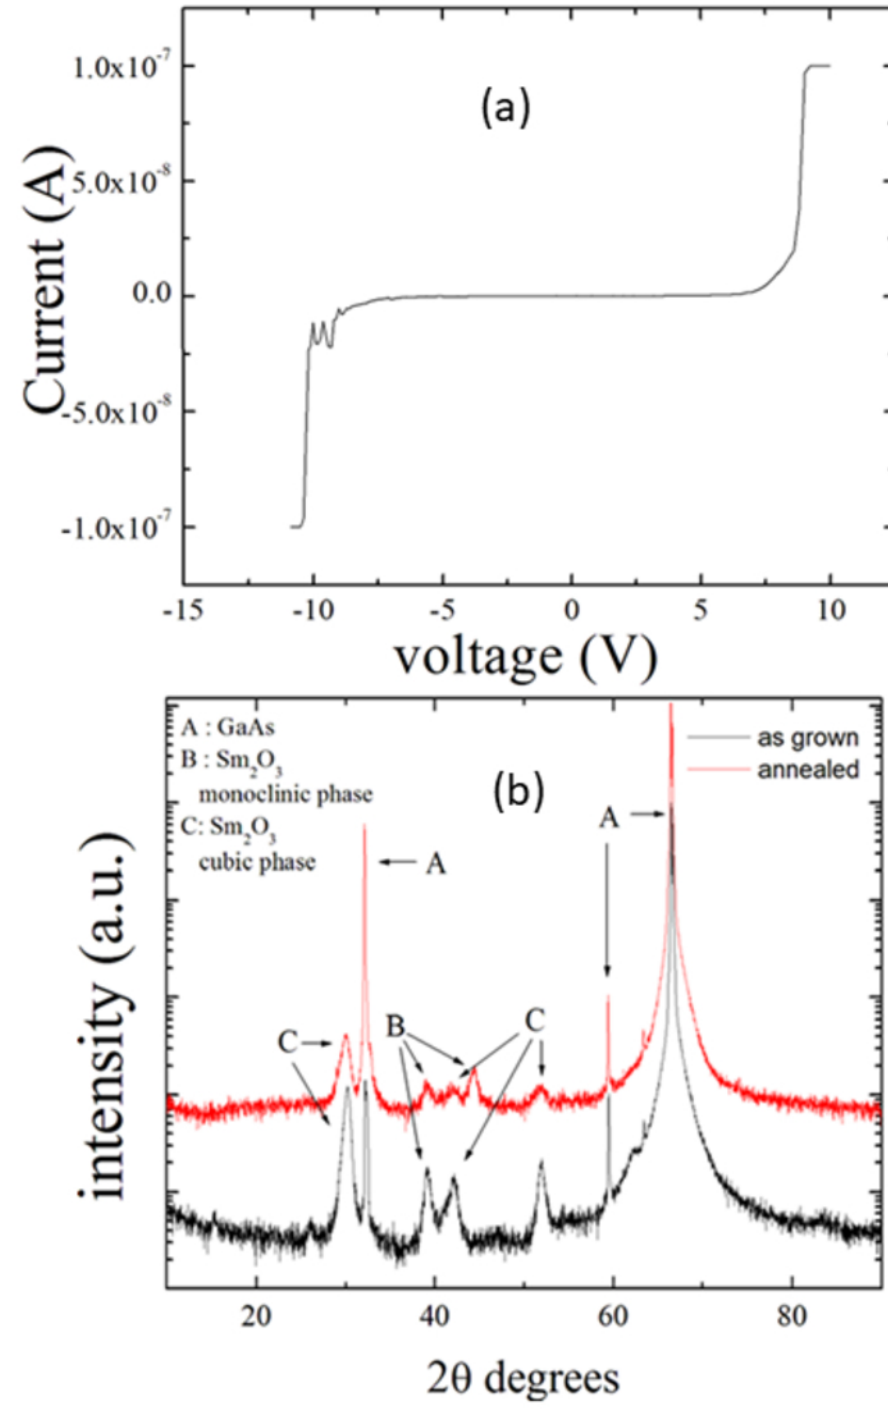 (a)
Current (A)
1.0x10⁻⁷
5.0x10⁻⁸
0.0
-5.0x10⁻⁸
-1.0x10⁻⁷
-15 -10 -5 0 5 10
voltage (V)
(b)
A : GaAs
B : Sm₂O₃
monoclinic phase
C: Sm₂O₃
cubic phase
as grown
annealed
A
A
C
B
C
intensity (a.u.)
20 40 60 80
2θ degrees